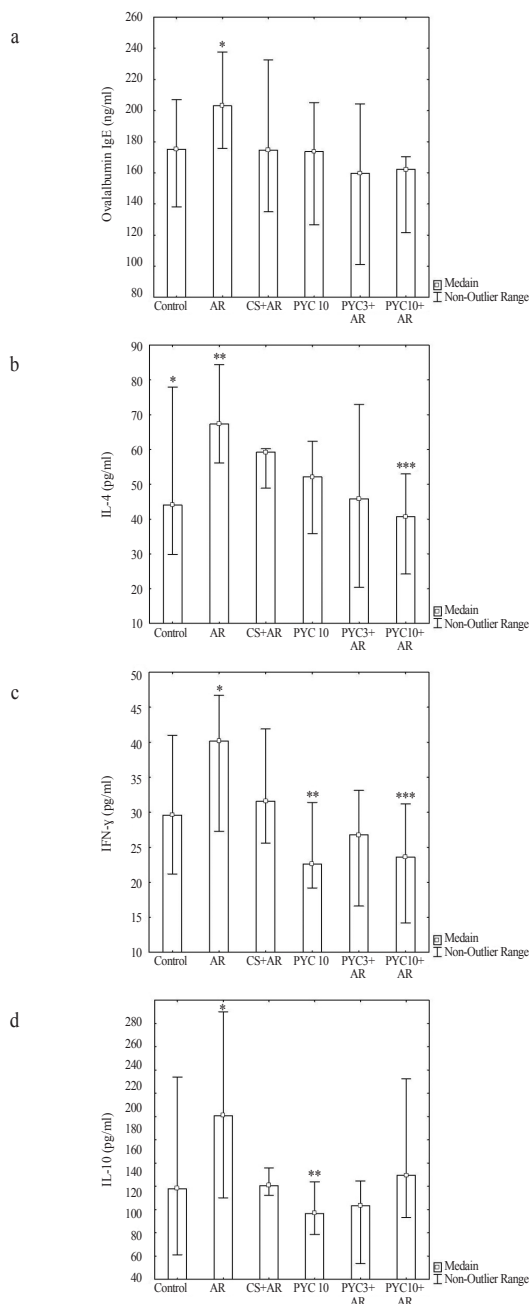 a
Ovalalbumin IgE (ng/ml)
260
240
220
200
180
160
140
120
100
80
*
Control AR CS+AR PYC 10 PYC3+ PYC10+
AR AR
Medain
Non-Outlier Range
b
IL-4 (pg/ml)
90
80
70
60
50
40
30
20
10
* ** ***
Control AR CS+AR PYC 10 PYC3+ PYC10+
AR AR
Medain
Non-Outlier Range
c
IFN-γ (pg/ml)
50
45
40
35
30
25
20
15
10
* ** ***
Control AR CS+AR PYC 10 PYC3+ PYC10+
AR AR
Medain
Non-Outlier Range
d
IL-10 (pg/ml)
280
260
240
220
200
180
160
140
120
100
80
60
40
* **
Control AR CS+AR PYC 10 PYC3+ PYC10+
AR AR
Medain
Non-Outlier Range